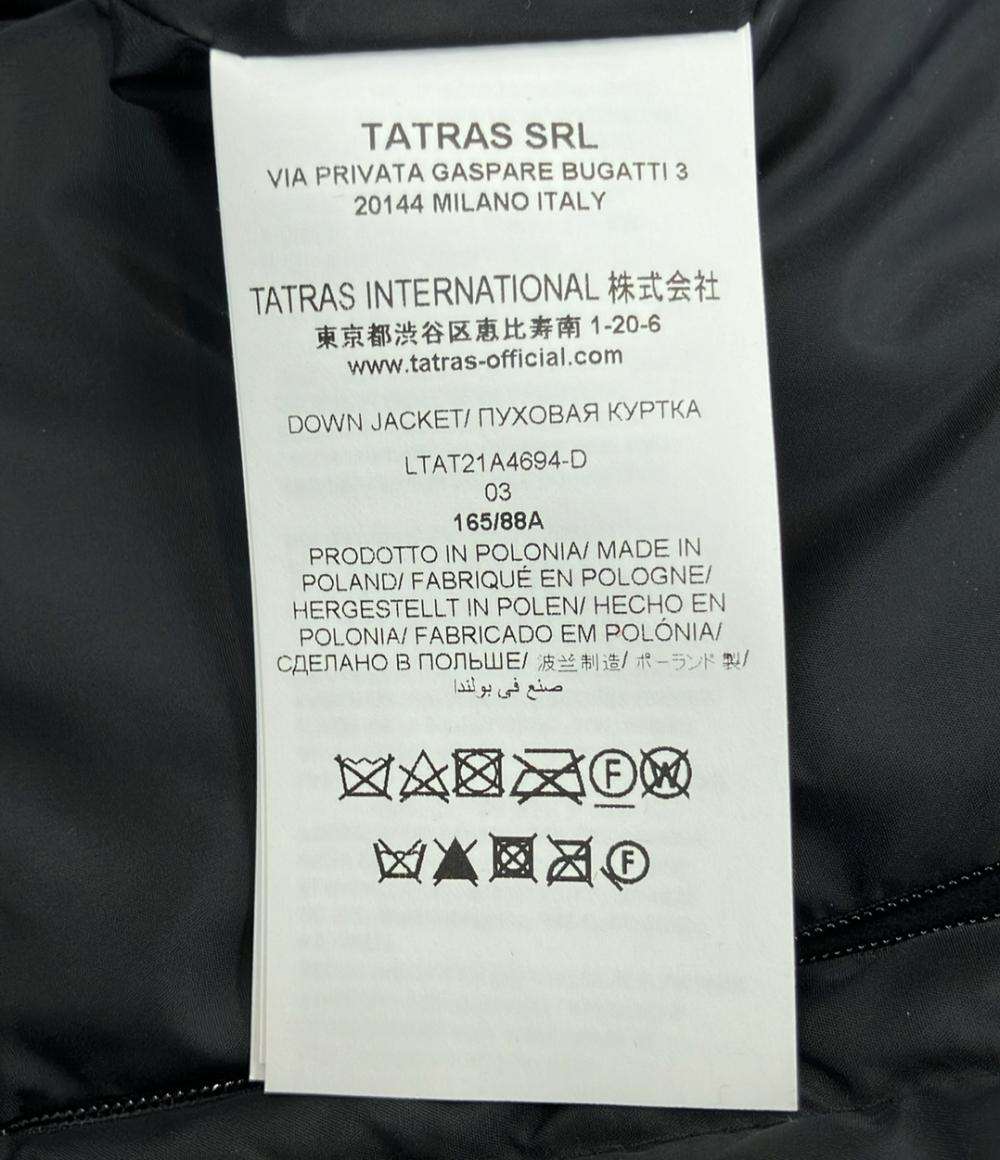 TATRAS SRL
VIA PRIVATA GASPARE BUGATTI 3
20144 MILANO ITALY
TATRAS INTERNATIONAL 株式会社
東京都渋谷区恵比寿南 1-20-6
www.tatras-official.com
DOWN JACKET/ ПУХОВАЯ КУРТКА
LTAT21A4694-D
03
165/88A
PRODOTTO IN POLONIA/ MADE IN
POLAND/ FABRIQUÉ EN POLOGNE/
HERGESTELLT IN POLEN/ HECHO EN
POLONIA/ FABRICADO EM POLÓNIA/
СДЕЛАНО В ПОЛЬШЕ/ 波兰制造/ ポーランド 製/
صنع في بولندا
F W
F